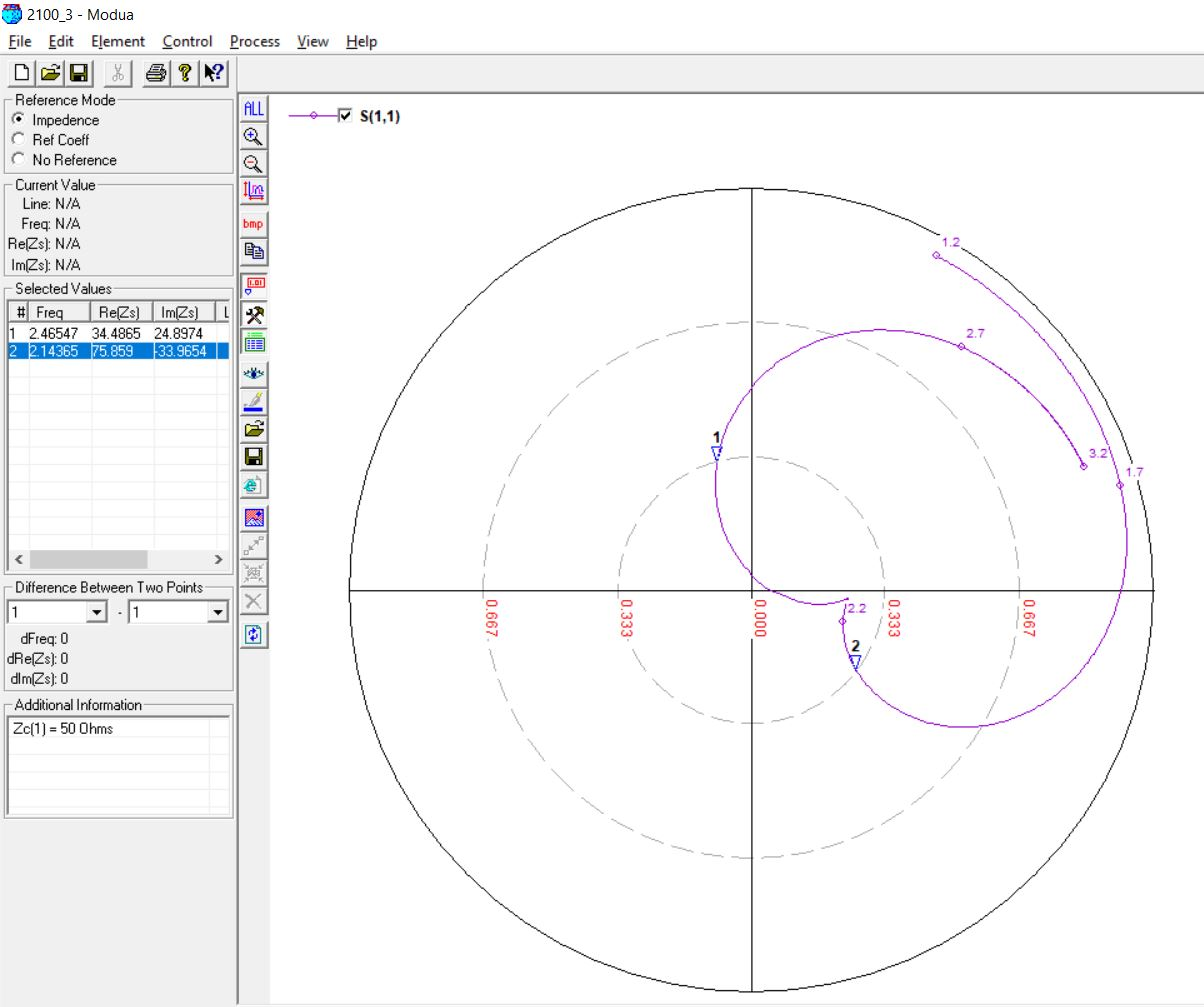 2100_3 - Modua
File Edit Element Control Process View Help
Reference Mode
Impedence
Ref Coeff
No Reference
Current Value
Line: N/A
Freq: N/A
Re(Zs): N/A
Im(Zs): N/A
Selected Values
# Freq Re(Zs) Im(Zs) L
1 2.46547 34.4865 24.8974
2 2.14365 75.859 -33.9654
Difference Between Two Points
1 - 1
dFreq: 0
dRe(Zs): 0
dIm(Zs): 0
Additional Information
Zc(1) = 50 Ohms
ALL
bmp
1.01
S(1,1)
1.2
2.7
1
3.2
1.7
0.667
0.333
0.000
0.333
0.667
2.2
2